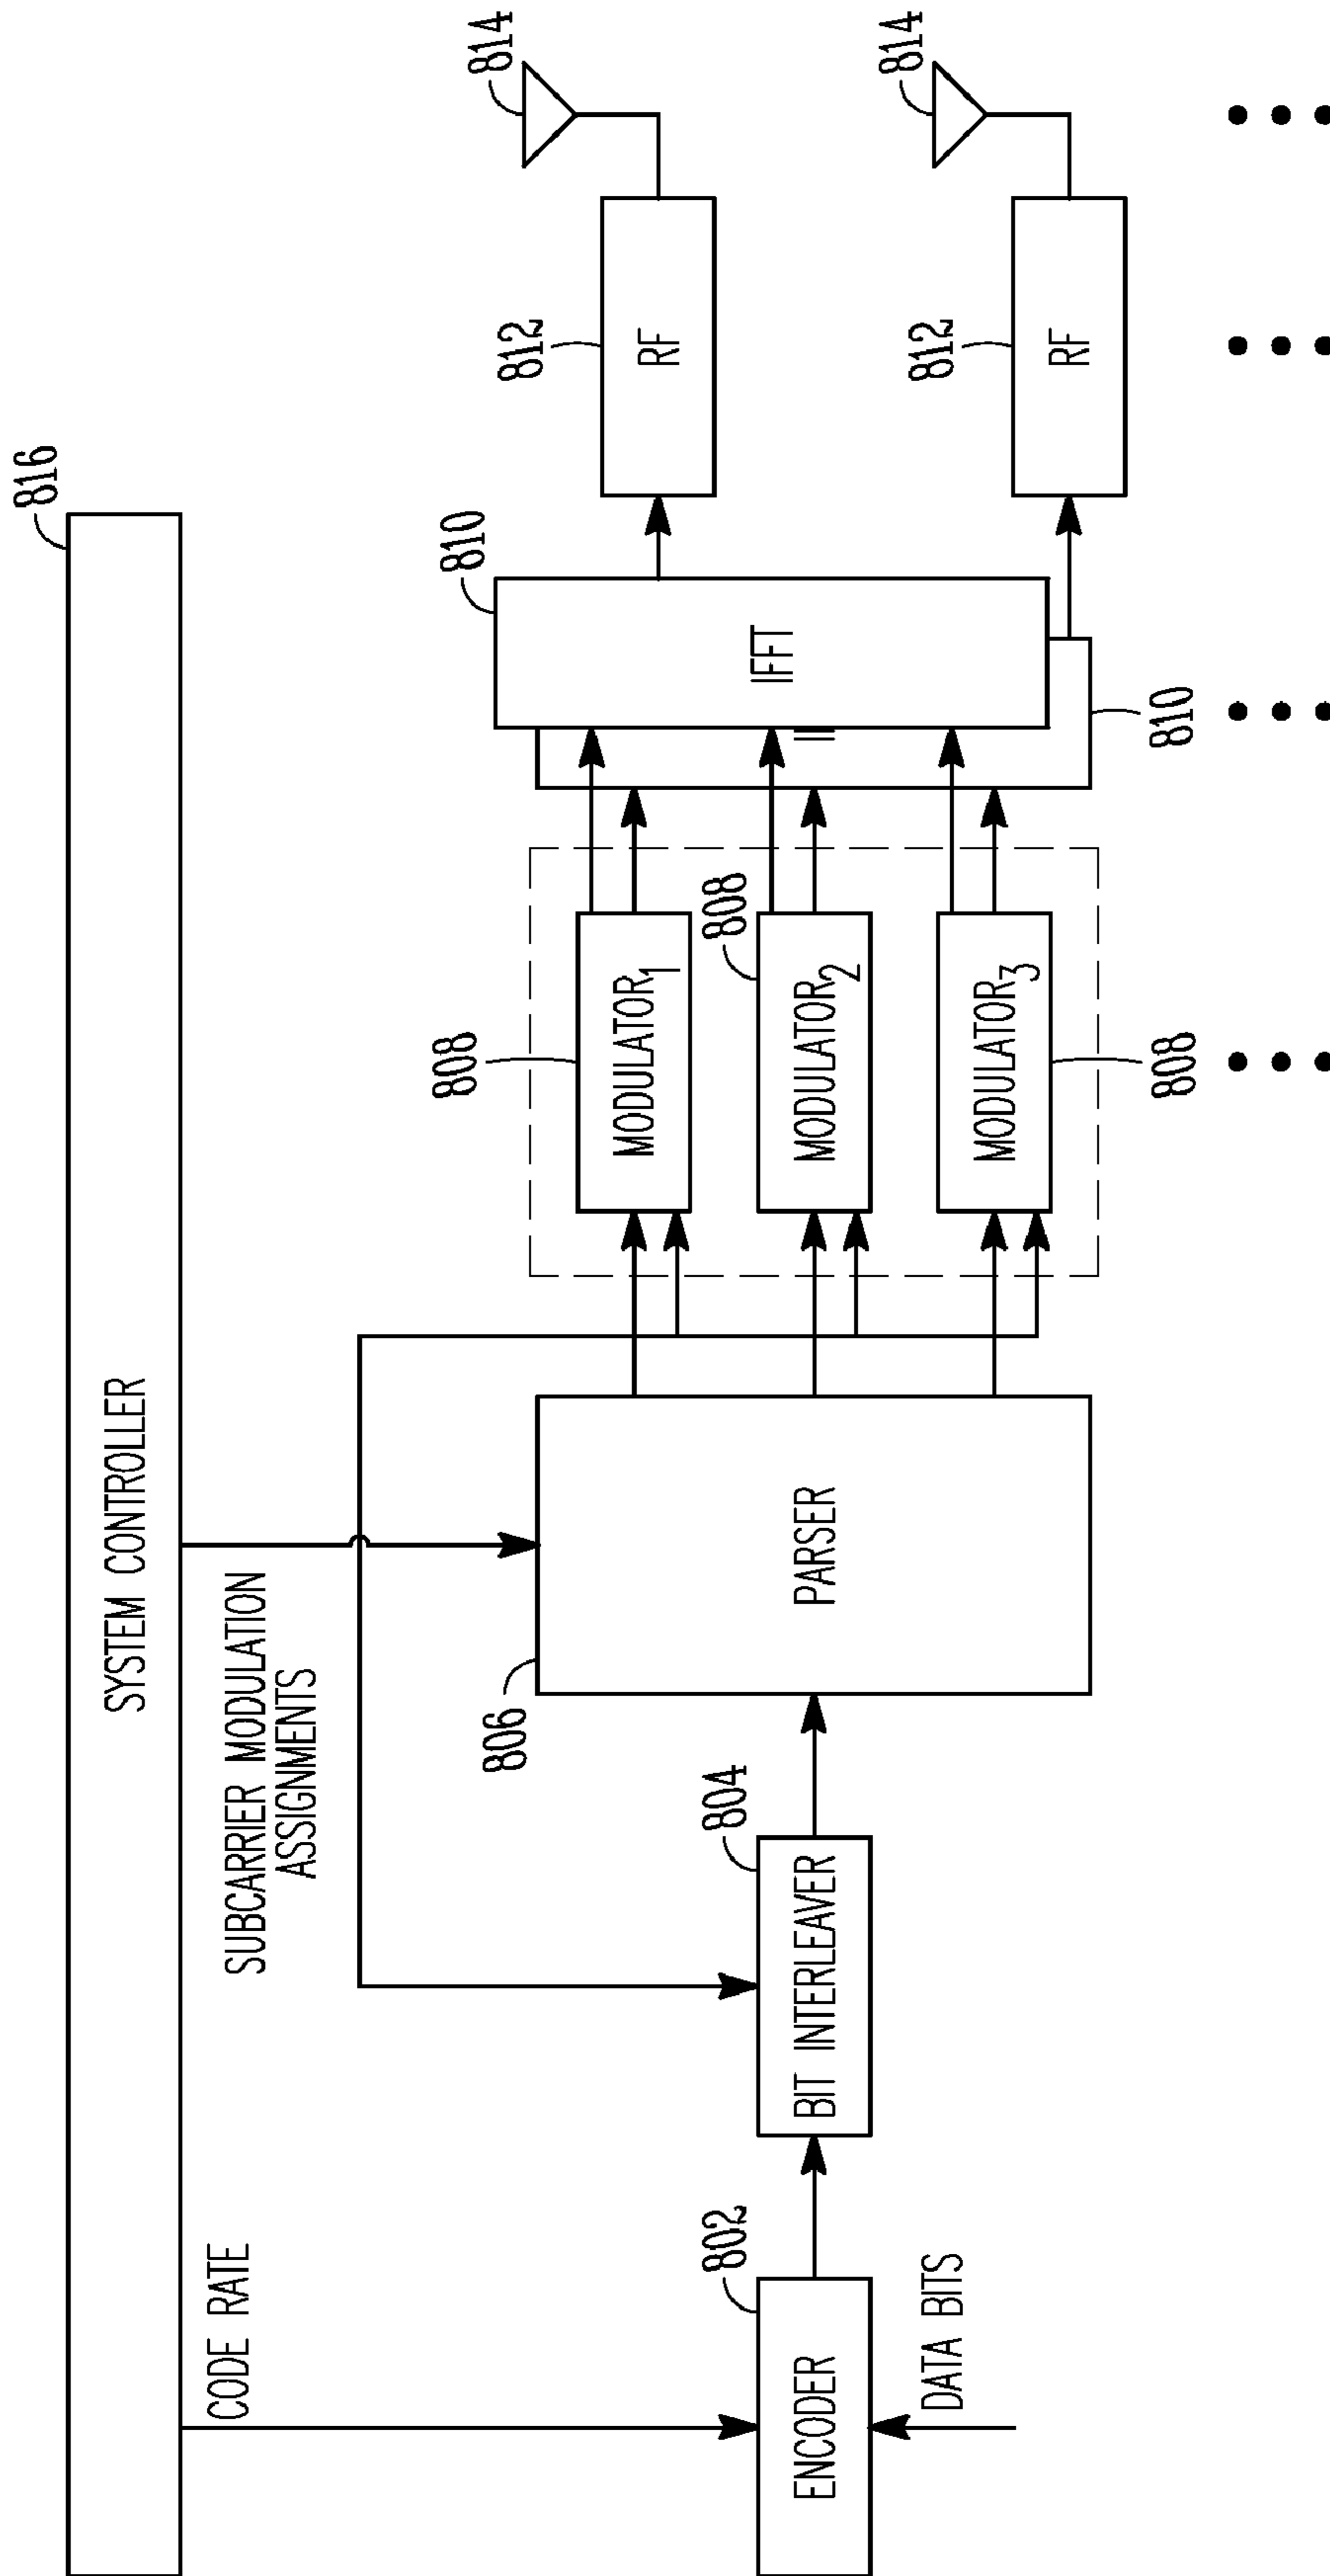 816
SYSTEM CONTROLLER
CODE RATE
SUBCARRIER MODULATION
ASSIGNMENTS
802
ENCODER
DATA BITS
804
BIT INTERLEAVER
806
PARSER
808
MODULATOR1
808
MODULATOR2
MODULATOR3
808
810
IFFT
810
812
RF
814
812
RF
814